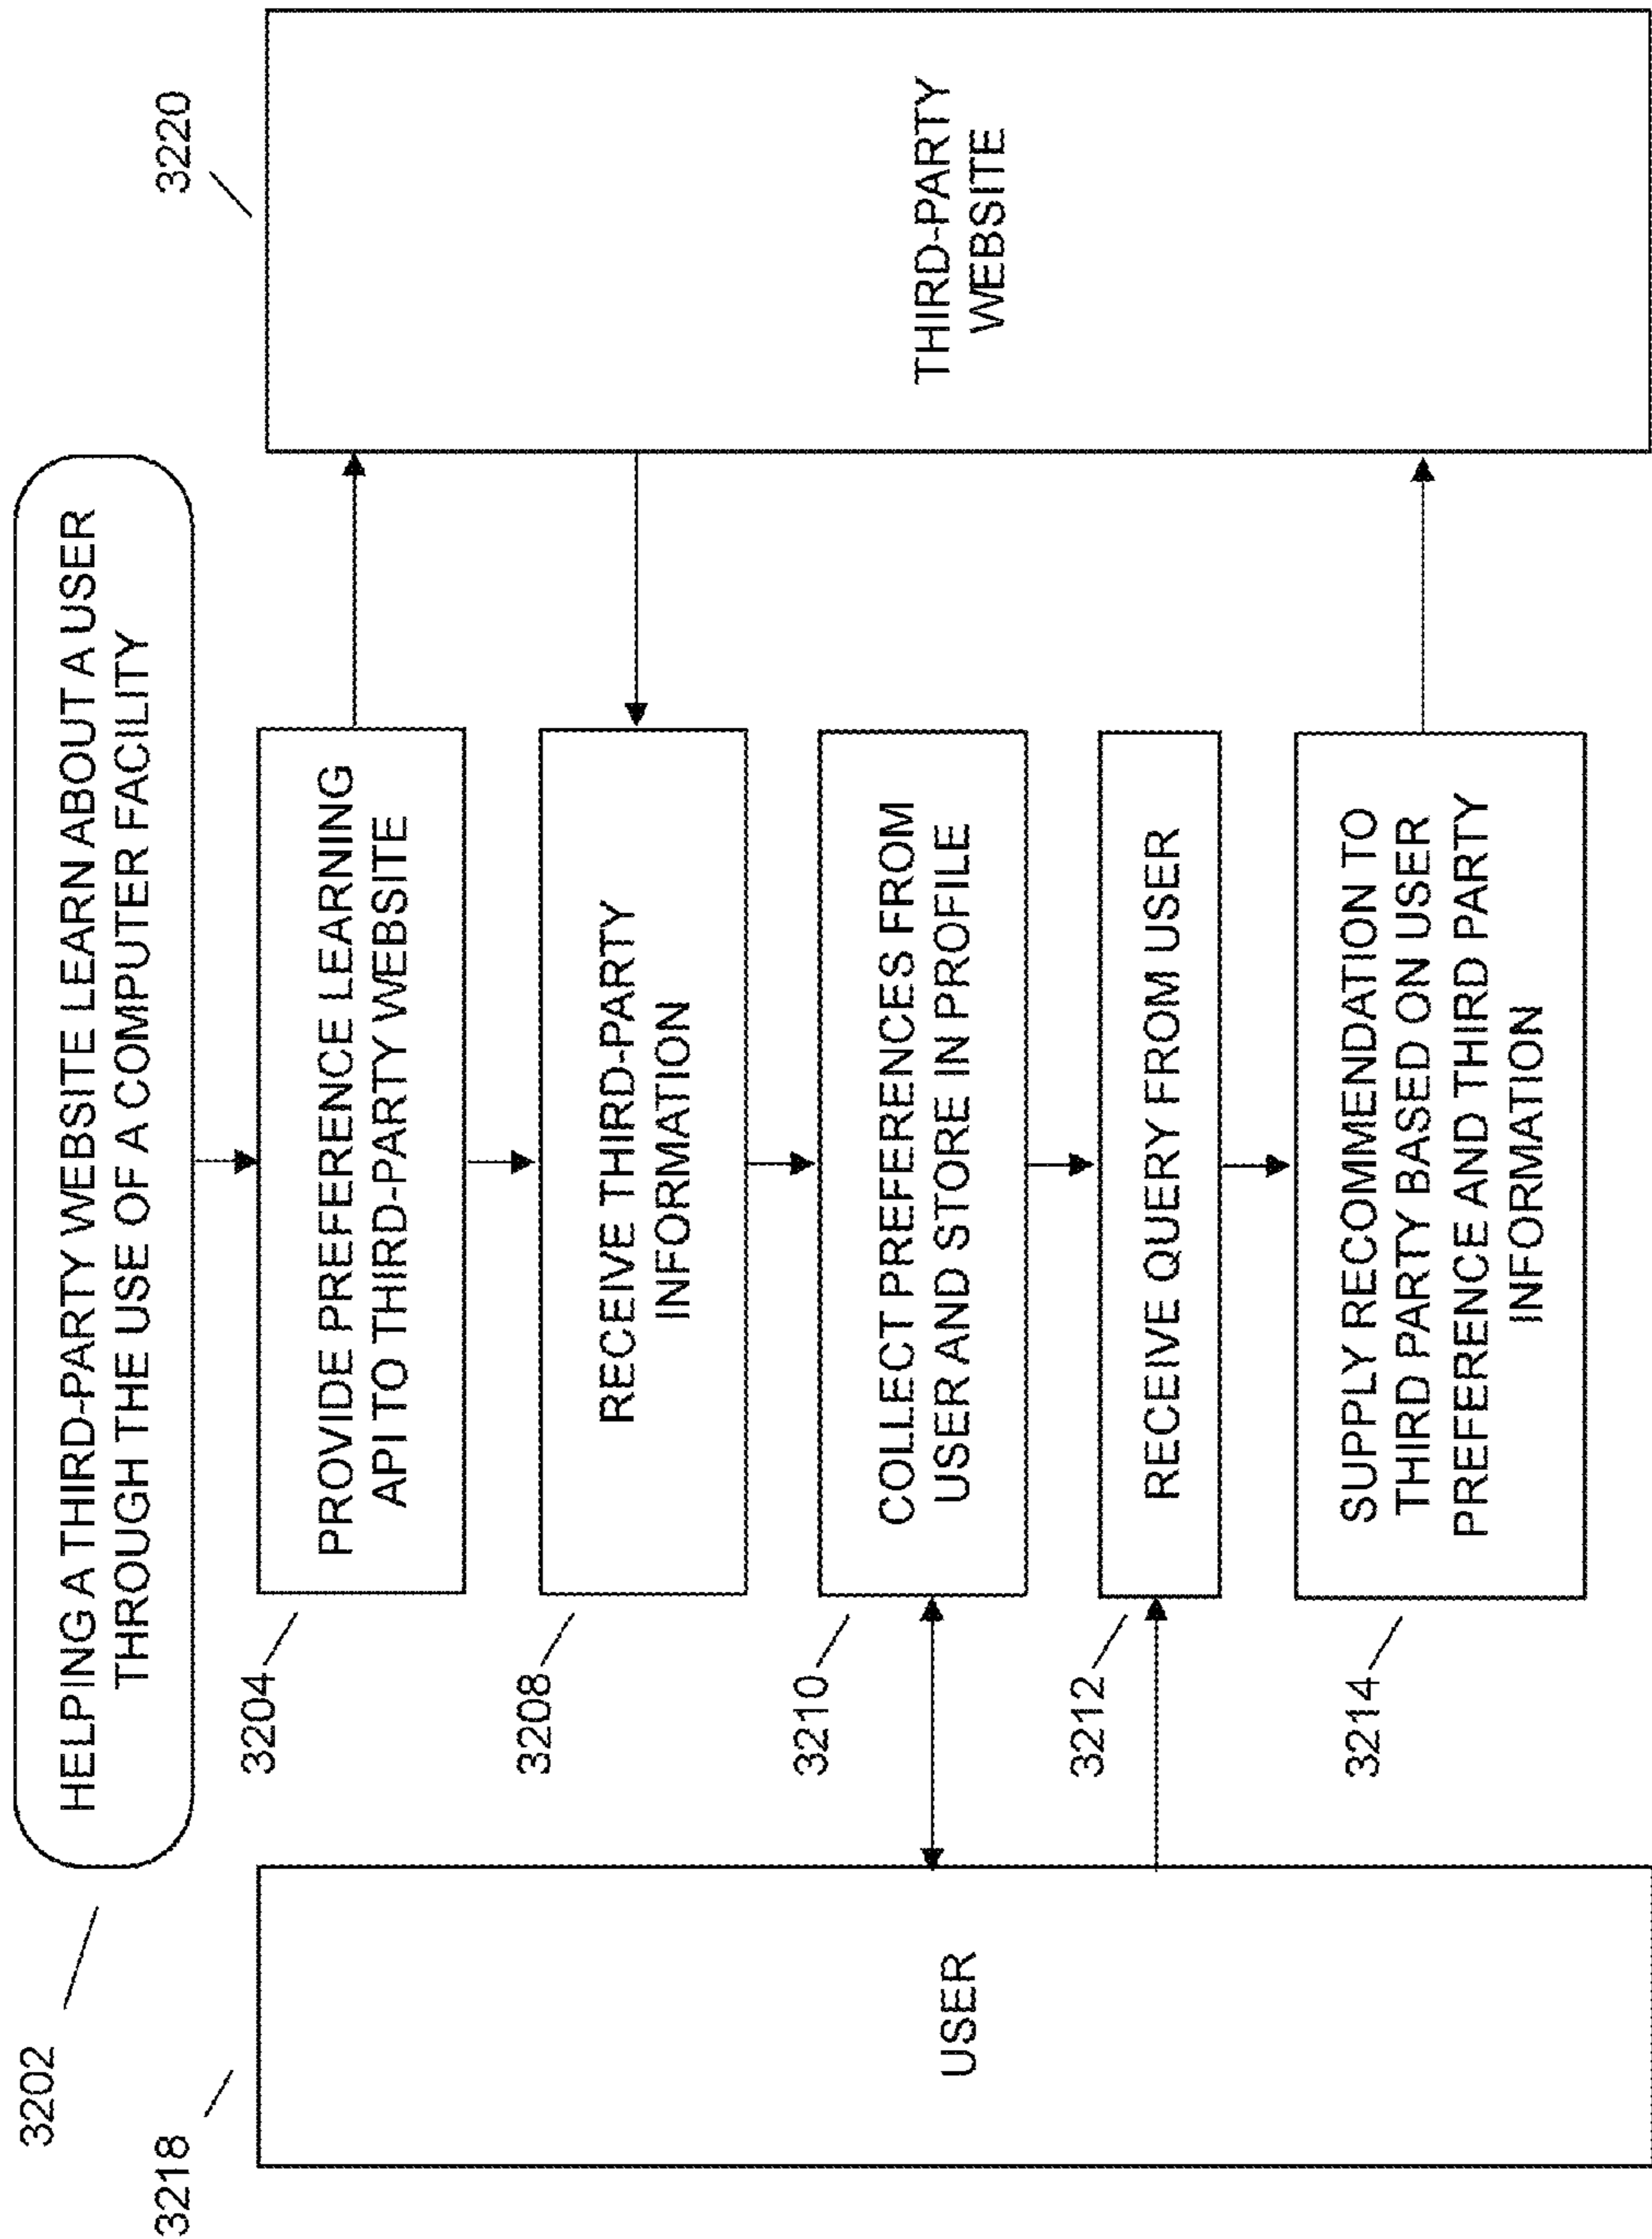 3202
HELPING A THIRD-PARTY WEBSITE LEARN ABOUT A USER
THROUGH THE USE OF A COMPUTER FACILITY
3218
USER
3204
PROVIDE PREFERENCE LEARNING
API TO THIRD-PARTY WEBSITE
3208
RECEIVE THIRD-PARTY
INFORMATION
3210
COLLECT PREFERENCES FROM
USER AND STORE IN PROFILE
3212
RECEIVE QUERY FROM USER
3214
SUPPLY RECOMMENDATION TO
THIRD PARTY BASED ON USER
PREFERENCE AND THIRD PARTY
INFORMATION
3220
THIRD-PARTY
WEBSITE